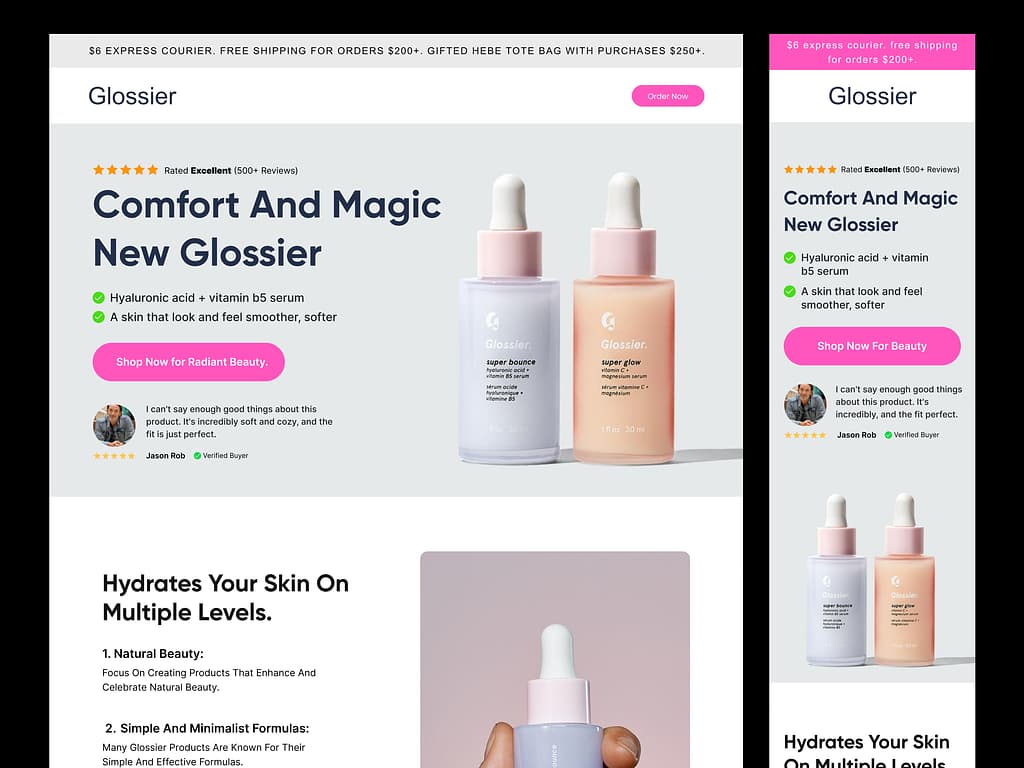 $6 EXPRESS COURIER. FREE SHIPPING FOR ORDERS $200+. GIFTED HEBE TOTE BAG WITH PURCHASES $250+.
Glossier
Order Now
Rated Excellent (500+ Reviews)
Comfort And Magic
New Glossier
Hyaluronic acid + vitamin b5 serum
A skin that look and feel smoother, softer
Shop Now for Radiant Beauty.
I can't say enough good things about this
product. It's incredibly soft and cozy, and the
fit is just perfect.
Jason Rob
Verified Buyer
Glossier.
super bounce
hyaluronic acid +
vitamin B5 serum
sérum acide
hyaluronique +
vitamine B5
Glossier.
super glow
vitamin C +
magnesium serum
sérum vitamine C +
magnésium
1 fl oz 30 ml
Hydrates Your Skin On
Multiple Levels.
1. Natural Beauty:
Focus On Creating Products That Enhance And
Celebrate Natural Beauty.
2. Simple And Minimalist Formulas:
Many Glossier Products Are Known For Their
Simple And Effective Formulas.
$6 express courier. free shipping
for orders $200+.
Glossier
Rated Excellent (500+ Reviews)
Comfort And Magic
New Glossier
Hyaluronic acid + vitamin
b5 serum
A skin that look and feel
smoother, softer
Shop Now For Beauty
I can't say enough good things
about this product. It's
incredibly, and the fit perfect.
Jason Rob
Verified Buyer
Glossier.
super bounce
Glossier.
super glow
Hydrates Your Skin
On Multiple Levels.